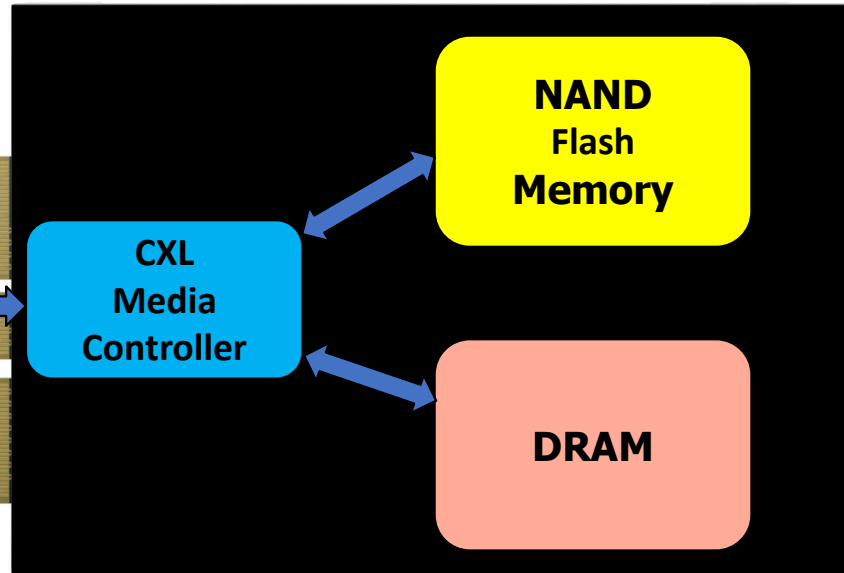 NAND
Flash
Memory
CXL
Media
Controller
DRAM